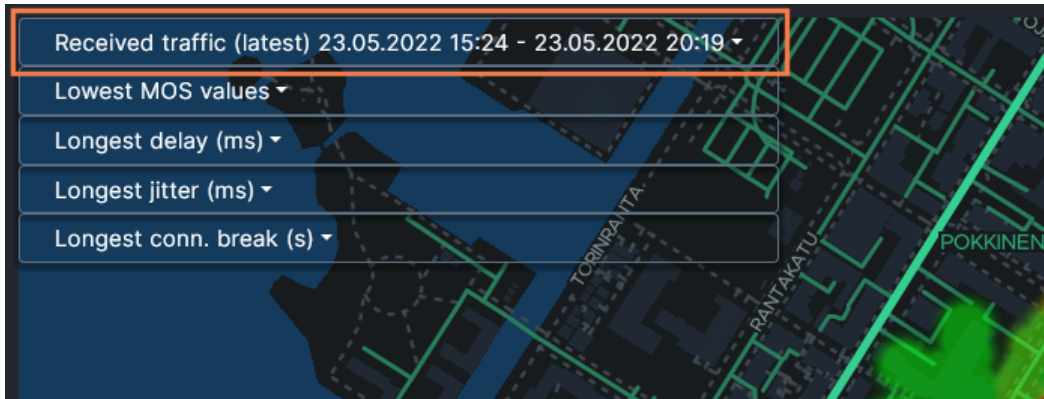 Received traffic (latest) 23.05.2022 15:24 - 23.05.2022 20:19
Lowest MOS values
Longest delay (ms)
Longest jitter (ms)
Longest conn. break (s)
TORINRANTA
RANTAKATU
POKKINEN